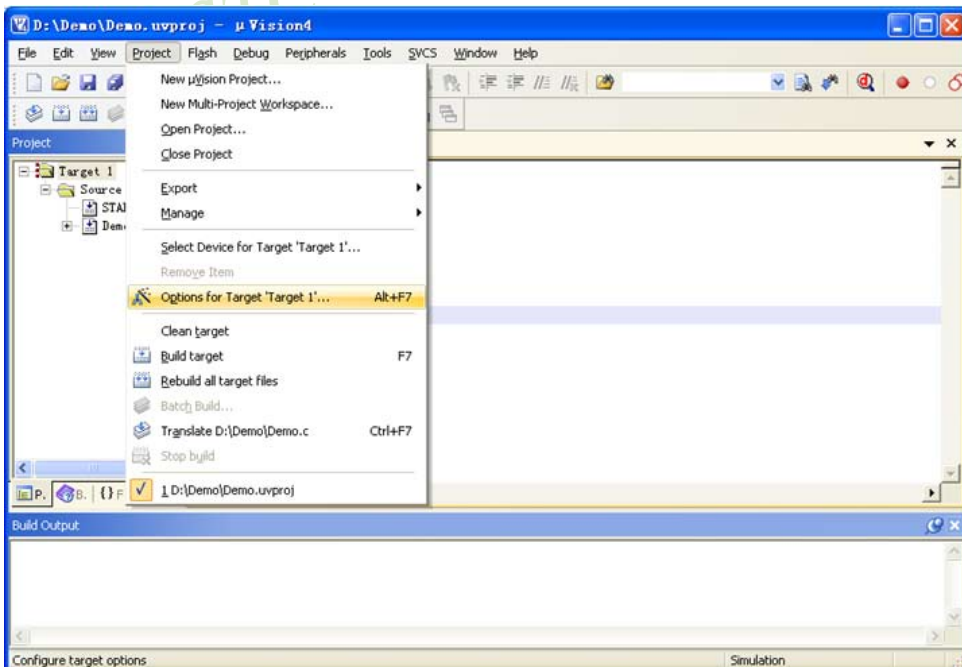 D:\Demo\Demo.uvproj - µVision4
File Edit View Project Flash Debug Peripherals Tools SVCS Window Help
New µVision Project...
New Multi-Project Workspace...
Open Project...
Close Project
Project
Target 1
Source
Export
Manage
Select Device for Target 'Target 1'...
Remove Item
Options for Target 'Target 1'... Alt+F7
Clean target
Build target F7
Rebuild all target files
Batch Build...
Translate D:\Demo\Demo.c Ctrl+F7
Stop build
1 D:\Demo\Demo.uvproj
P. B. {} F
Build Output
Configure target options Simulation